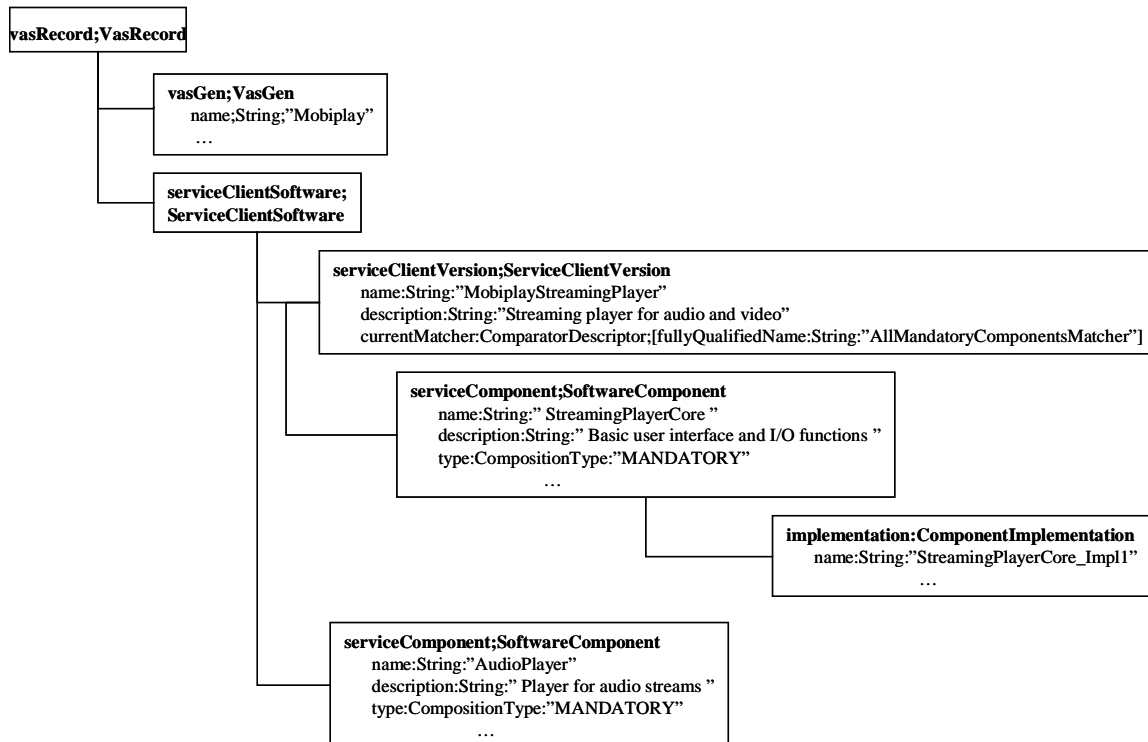 vasRecord;VasRecord
vasGen;VasGen
name;String;”Mobiplay”
…
serviceClientSoftware;
ServiceClientSoftware
serviceClientVersion;ServiceClientVersion
name:String:”MobiplayStreamingPlayer”
description:String:”Streaming player for audio and video”
currentMatcher:ComparatorDescriptor;[fullyQualifiedName:String:”AllMandatoryComponentsMatcher”]
serviceComponent;SoftwareComponent
name:String:” StreamingPlayerCore ”
description:String:” Basic user interface and I/O functions ”
type:CompositionType:”MANDATORY”
…
implementation:ComponentImplementation
name:String:”StreamingPlayerCore_Impl1”
…
serviceComponent;SoftwareComponent
name:String:”AudioPlayer”
description:String:” Player for audio streams ”
type:CompositionType:”MANDATORY”
…